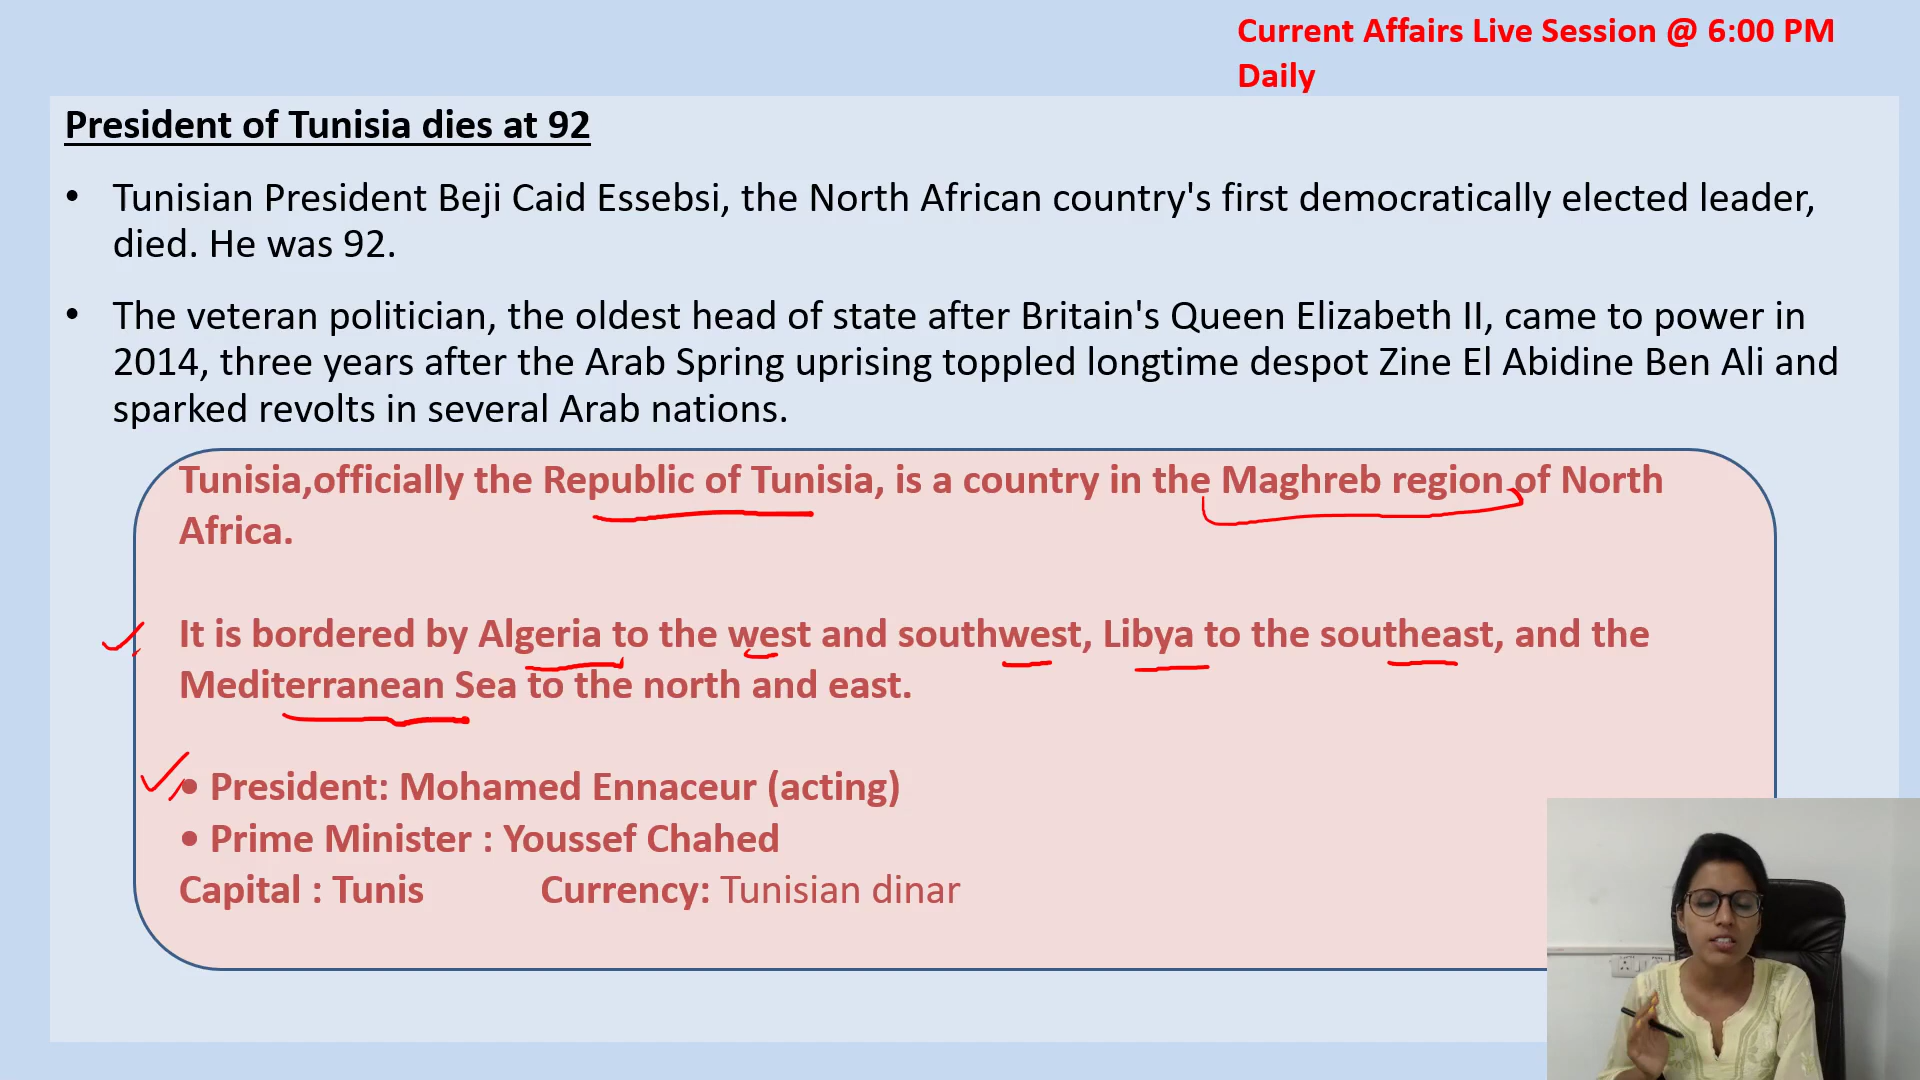 Current Affairs Live Session @ 6:00 PM
Daily
President of Tunisia dies at 92
• Tunisian President Beji Caid Essebsi, the North African country's first democratically elected leader,
died. He was 92.
• The veteran politician, the oldest head of state after Britain's Queen Elizabeth II, came to power in
2014, three years after the Arab Spring uprising toppled longtime despot Zine El Abidine Ben Ali and
sparked revolts in several Arab nations.
Tunisia,officially the Republic of Tunisia, is a country in the Maghreb region of North
Africa.
It is bordered by Algeria to the west and southwest, Libya to the southeast, and the
Mediterranean Sea to the north and east.
• President: Mohamed Ennaceur (acting)
• Prime Minister : Youssef Chahed
Capital : Tunis Currency: Tunisian dinar